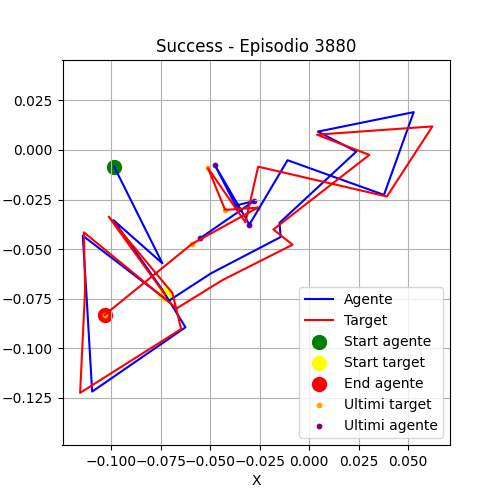 Success - Episodio 3880
0.025
0.000
−0.025
−0.050
−0.075
−0.100
−0.125
Agente
Target
Start agente
Start target
End agente
Ultimi target
Ultimi agente
−0.100 −0.075 −0.050 −0.025 0.000 0.025 0.050
X